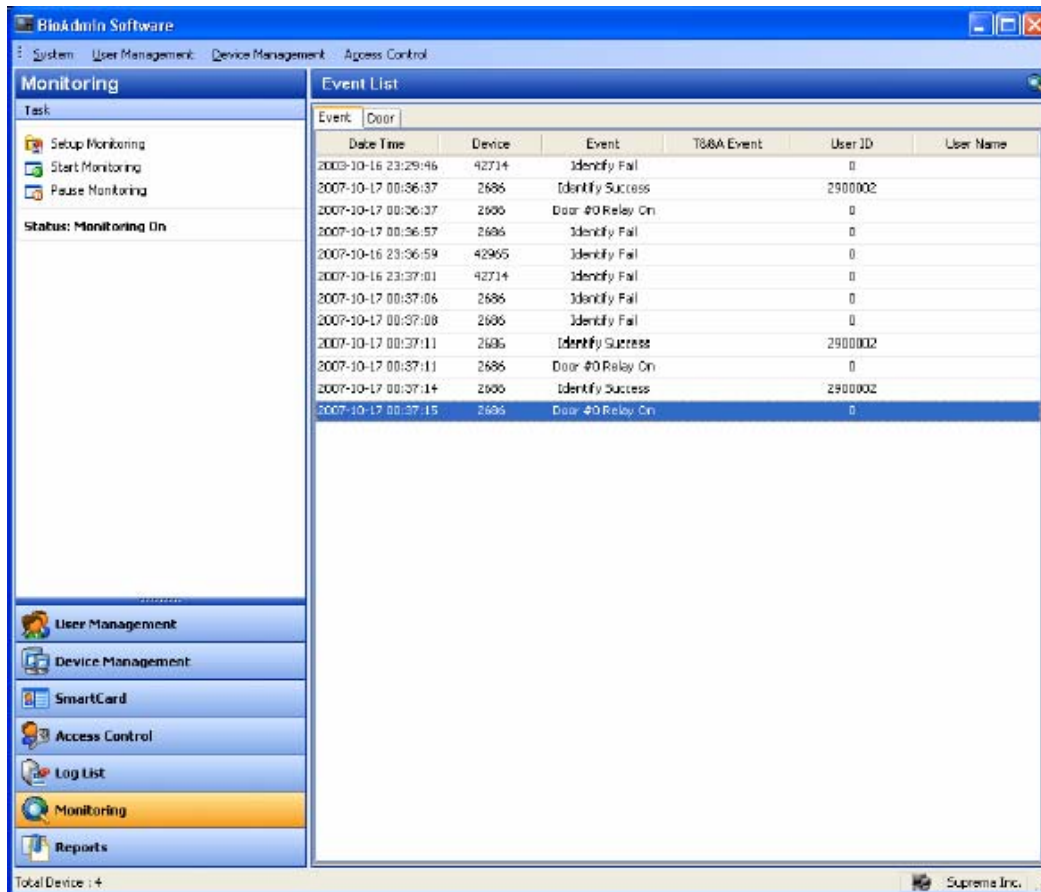 BioAdmin Software
System User Management Device Management Access Control
Monitoring
Task
Setup Monitoring
Start Monitoring
Pause Monitoring
Status: Monitoring On
User Management
Device Management
SmartCard
Access Control
Log List
Monitoring
Reports
Event List
Event Door
Date Time Device Event T&&A Event User ID User Name
2003-10-16 23:29:46 42714 Identify Fail 0
2007-10-17 00:36:37 2686 Identify Success 2900002
2007-10-17 00:36:37 2686 Door #0 Relay On 0
2007-10-17 00:36:57 2686 Identify Fail 0
2007-10-16 23:36:59 42965 Identify Fail 0
2007-10-16 23:37:01 42714 Identify Fail 0
2007-10-17 00:37:06 2686 Identify Fail 0
2007-10-17 00:37:08 2686 Identify Fail 0
2007-10-17 00:37:11 2686 Identify Success 2900002
2007-10-17 00:37:11 2686 Door #0 Relay On 0
2007-10-17 00:37:14 2686 Identify Success 2900002
2007-10-17 00:37:15 2686 Door #0 Relay On 0
Total Device : 4
Suprema Inc.